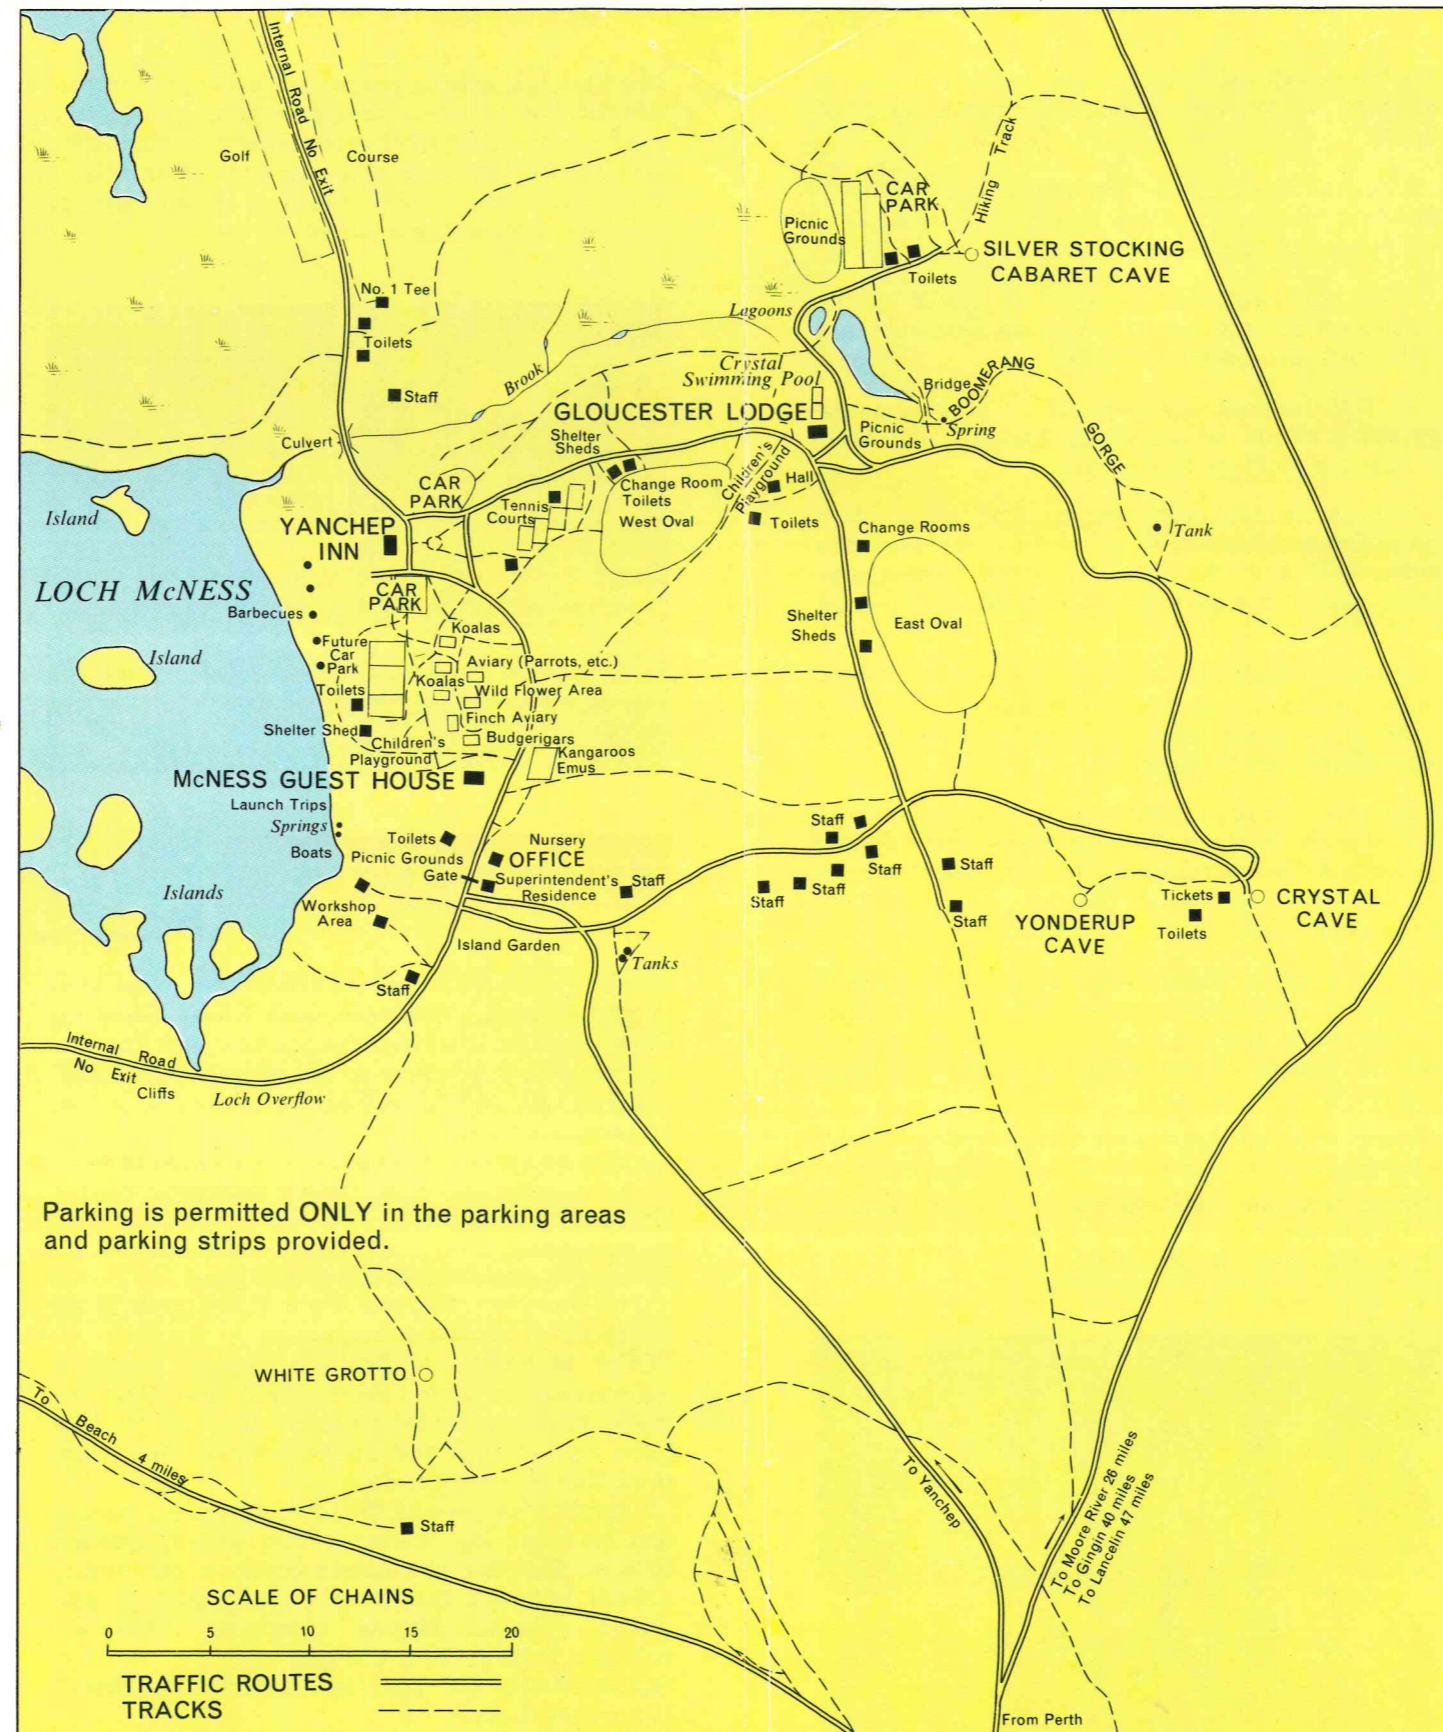 Internal Road No Exit
Golf
Course
No. 1 Tee
Toilets
Staff
Culvert
Brook
Lagoons
Picnic
Grounds
CAR
PARK
Hiking Track
SILVER STOCKING
CABARET CAVE
Toilets
Crystal
Swimming Pool
GLOUCESTER LODGE
Bridge
BOOMERANG
GORGE
Spring
Picnic
Grounds
Tank
Shelter
Sheds
Change Room
Toilets
West Oval
Children's
Playground
Hall
Toilets
Change Rooms
Shelter
Sheds
East Oval
CAR
PARK
Tennis
Courts
YANCHEP
INN
CAR
PARK
Island
LOCH McNESS
Barbecues
Island
Future
Car
Park
Koalas
Aviary (Parrots, etc.)
Koalas
Wild Flower Area
Toilets
Finch Aviary
Shelter Shed
Children's
Playground
Budgerigars
Kangaroos
Emus
McNESS GUEST HOUSE
Launch Trips
Springs
Boats
Toilets
Nursery
Picnic Grounds
OFFICE
Gate
Superintendent's
Residence
Staff
Islands
Workshop
Area
Island Garden
Staff
Tanks
Staff
Staff
Staff
Staff
Staff
Staff
YONDERUP
CAVE
Tickets
Toilets
CRYSTAL
CAVE
Internal Road
No Exit
Cliffs
Loch Overflow
Parking is permitted ONLY in the parking areas
and parking strips provided.
WHITE GROTTO
To Beach 4 miles
Staff
To Yanchep
To Moore River 26 miles
To Gingin 40 miles
To Lancelin 47 miles
From Perth
SCALE OF CHAINS
0 5 10 15 20
TRAFFIC ROUTES
TRACKS